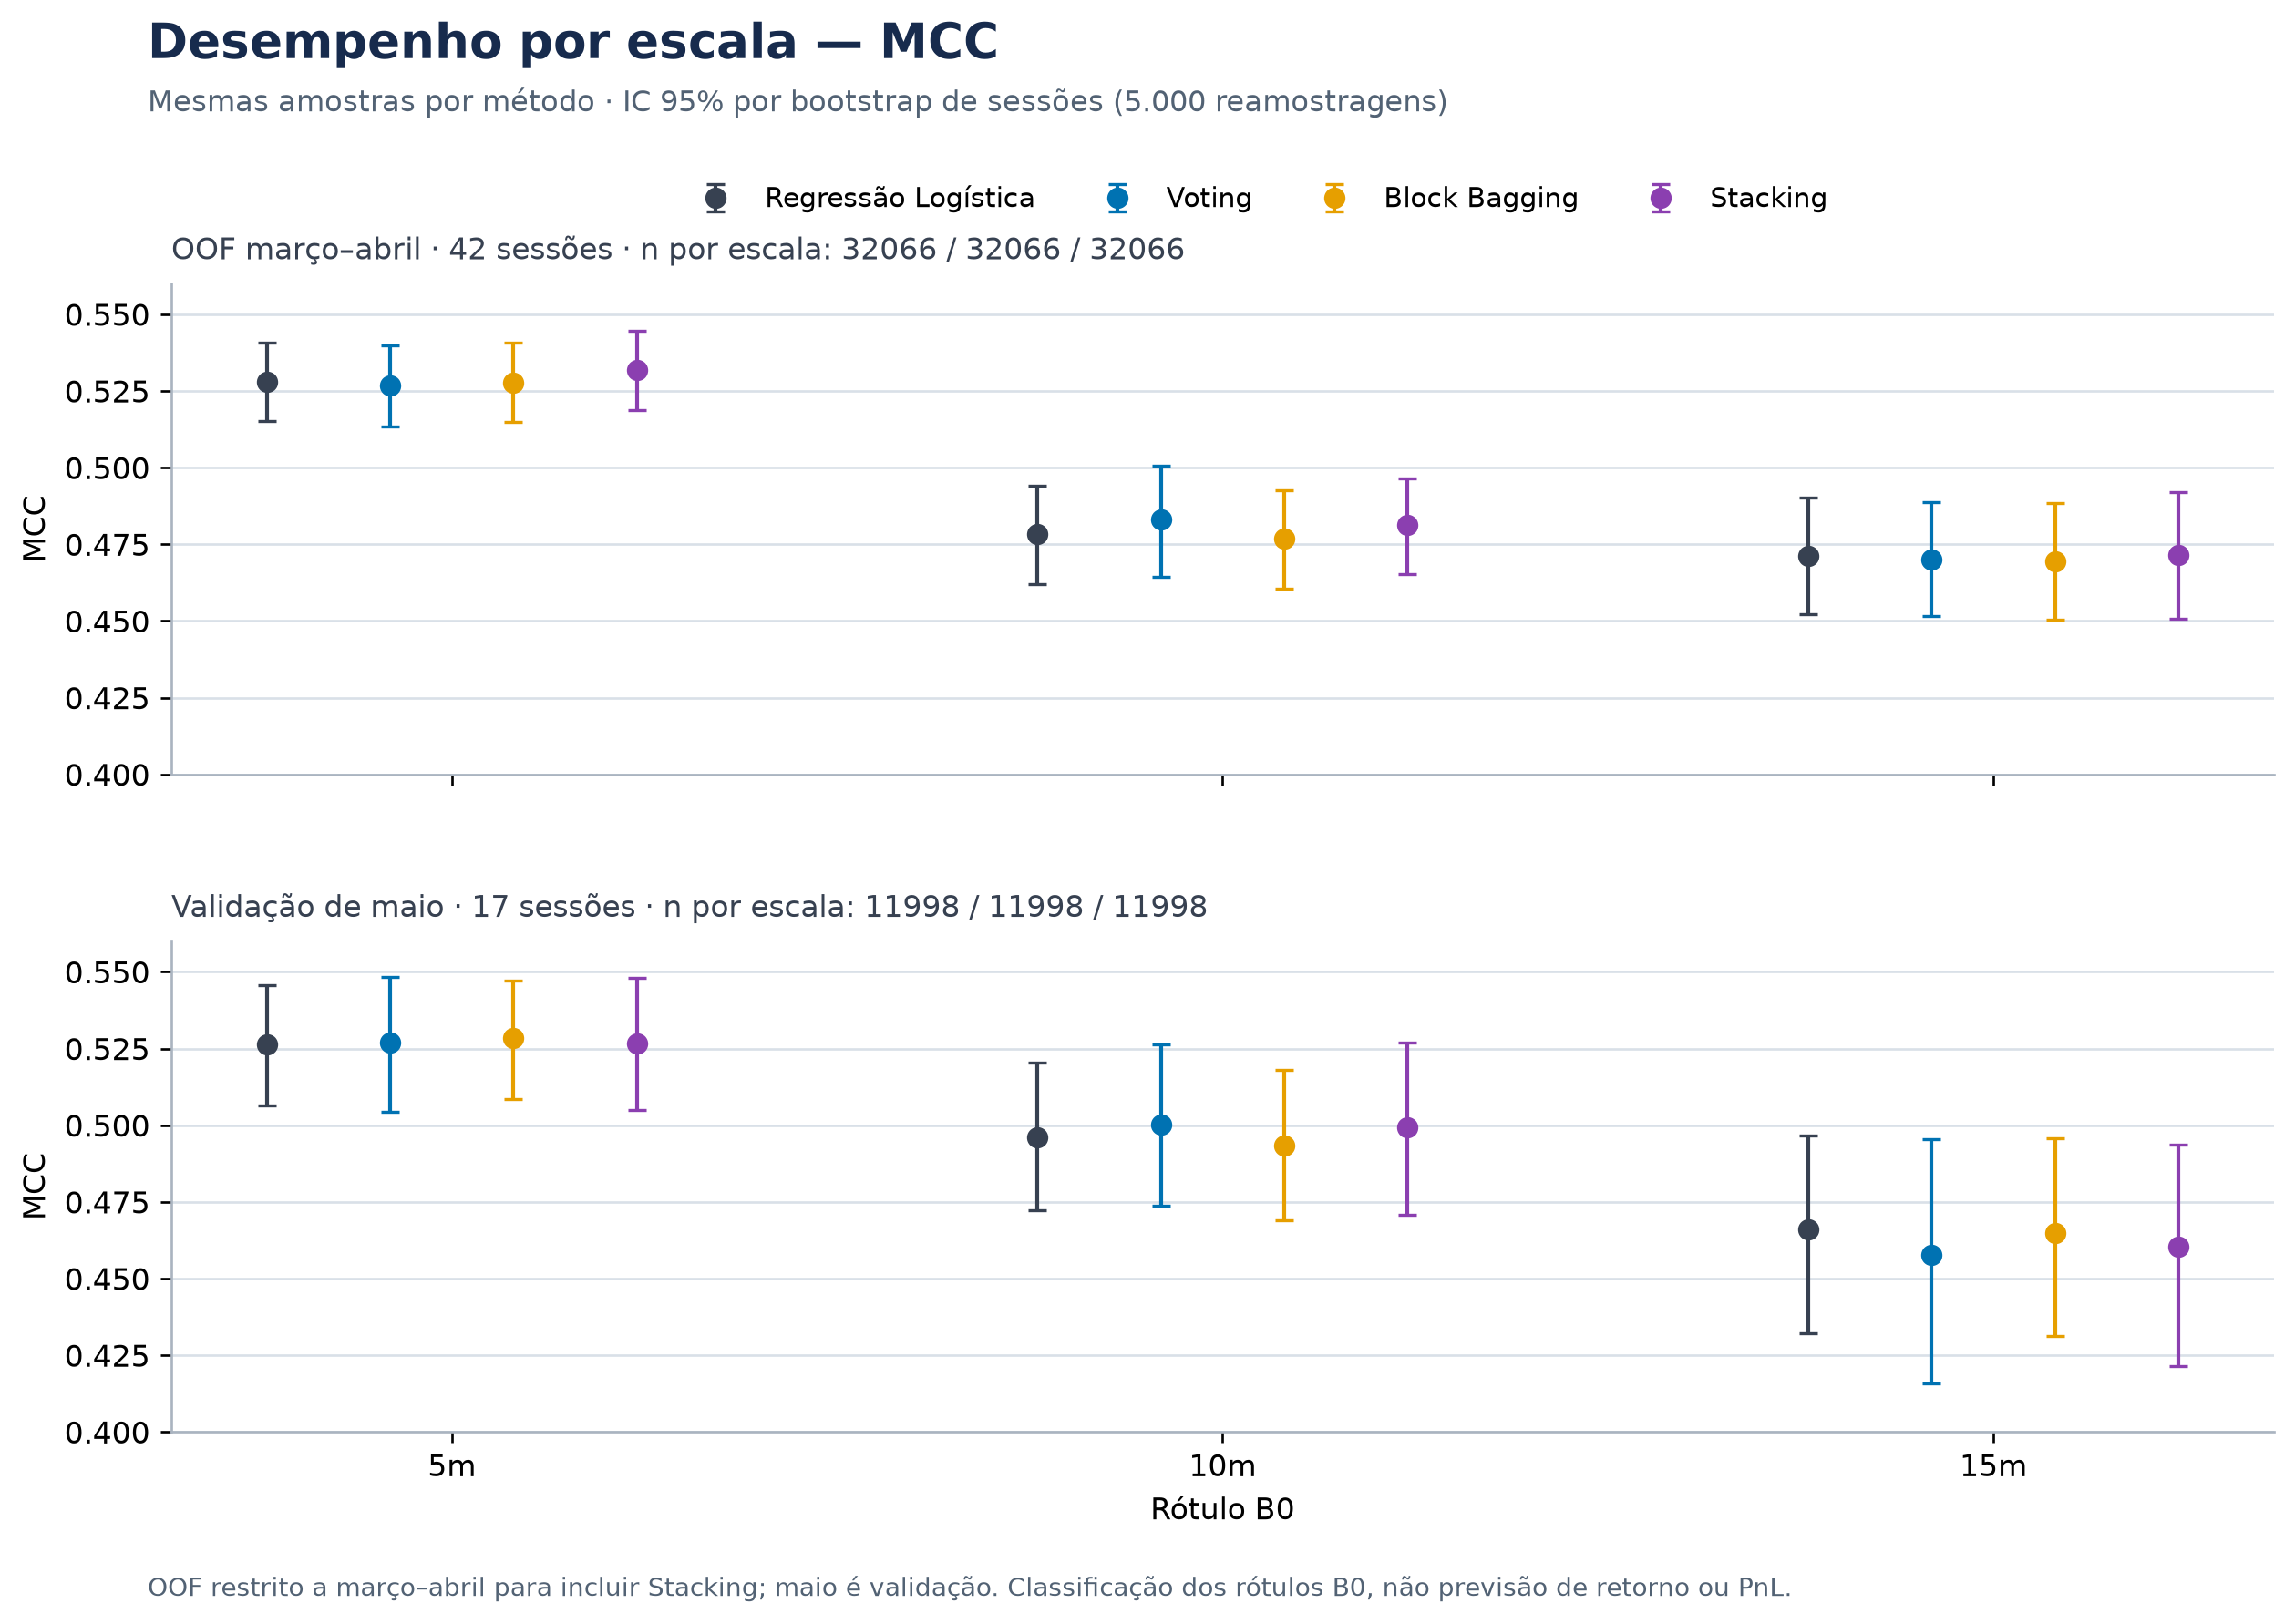 Desempenho por escala — MCC
Mesmas amostras por método · IC 95% por bootstrap de sessões (5.000 reamostragens)
Regressão Logística Voting Block Bagging Stacking
OOF março–abril · 42 sessões · n por escala: 32066 / 32066 / 32066
MCC
0.550
0.525
0.500
0.475
0.450
0.425
0.400
Validação de maio · 17 sessões · n por escala: 11998 / 11998 / 11998
MCC
0.550
0.525
0.500
0.475
0.450
0.425
0.400
5m 10m 15m
Rótulo B0
OOF restrito a março–abril para incluir Stacking; maio é validação. Classificação dos rótulos B0, não previsão de retorno ou PnL.